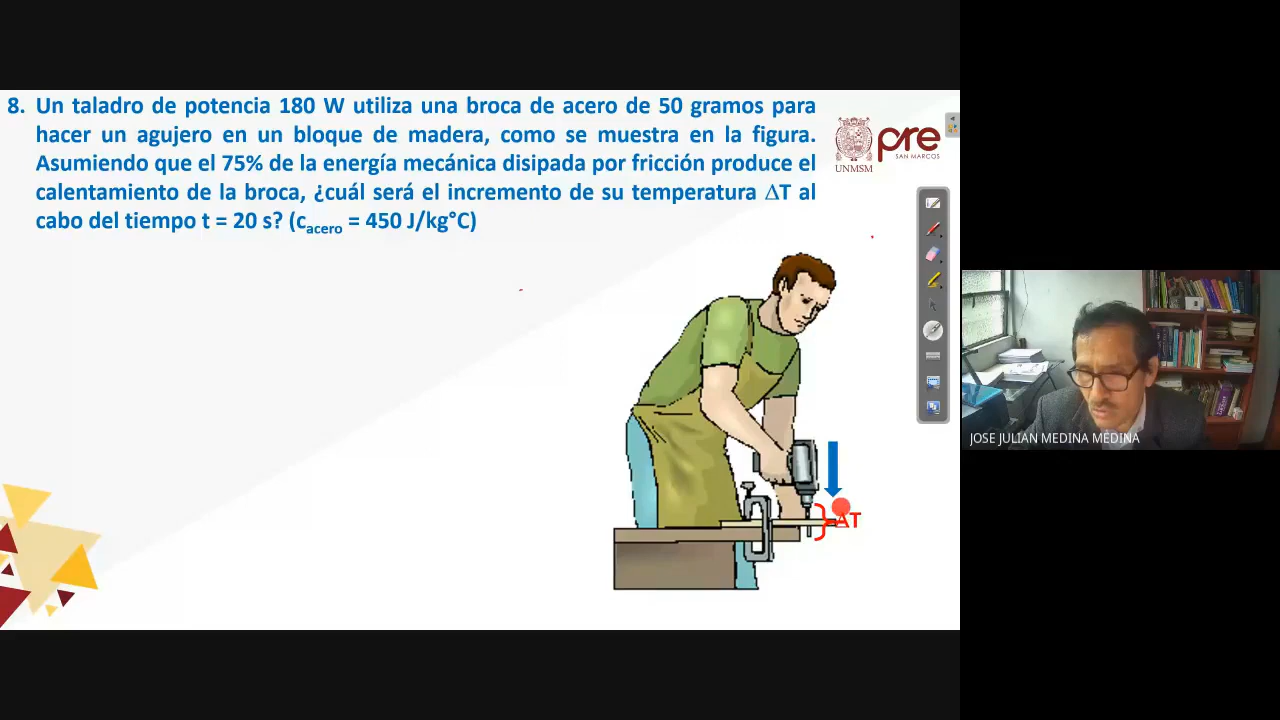 8. Un taladro de potencia 180 W utiliza una broca de acero de 50 gramos para
hacer un agujero en un bloque de madera, como se muestra en la figura.
Asumiendo que el 75% de la energía mecánica disipada por fricción produce el
calentamiento de la broca, ¿cuál será el incremento de su temperatura ∆T al
cabo del tiempo t = 20 s? (cacero = 450 J/kg°C)
UNMSM
pre
SAN MARCOS
∆T
JOSE JULIAN MEDINA MEDINA